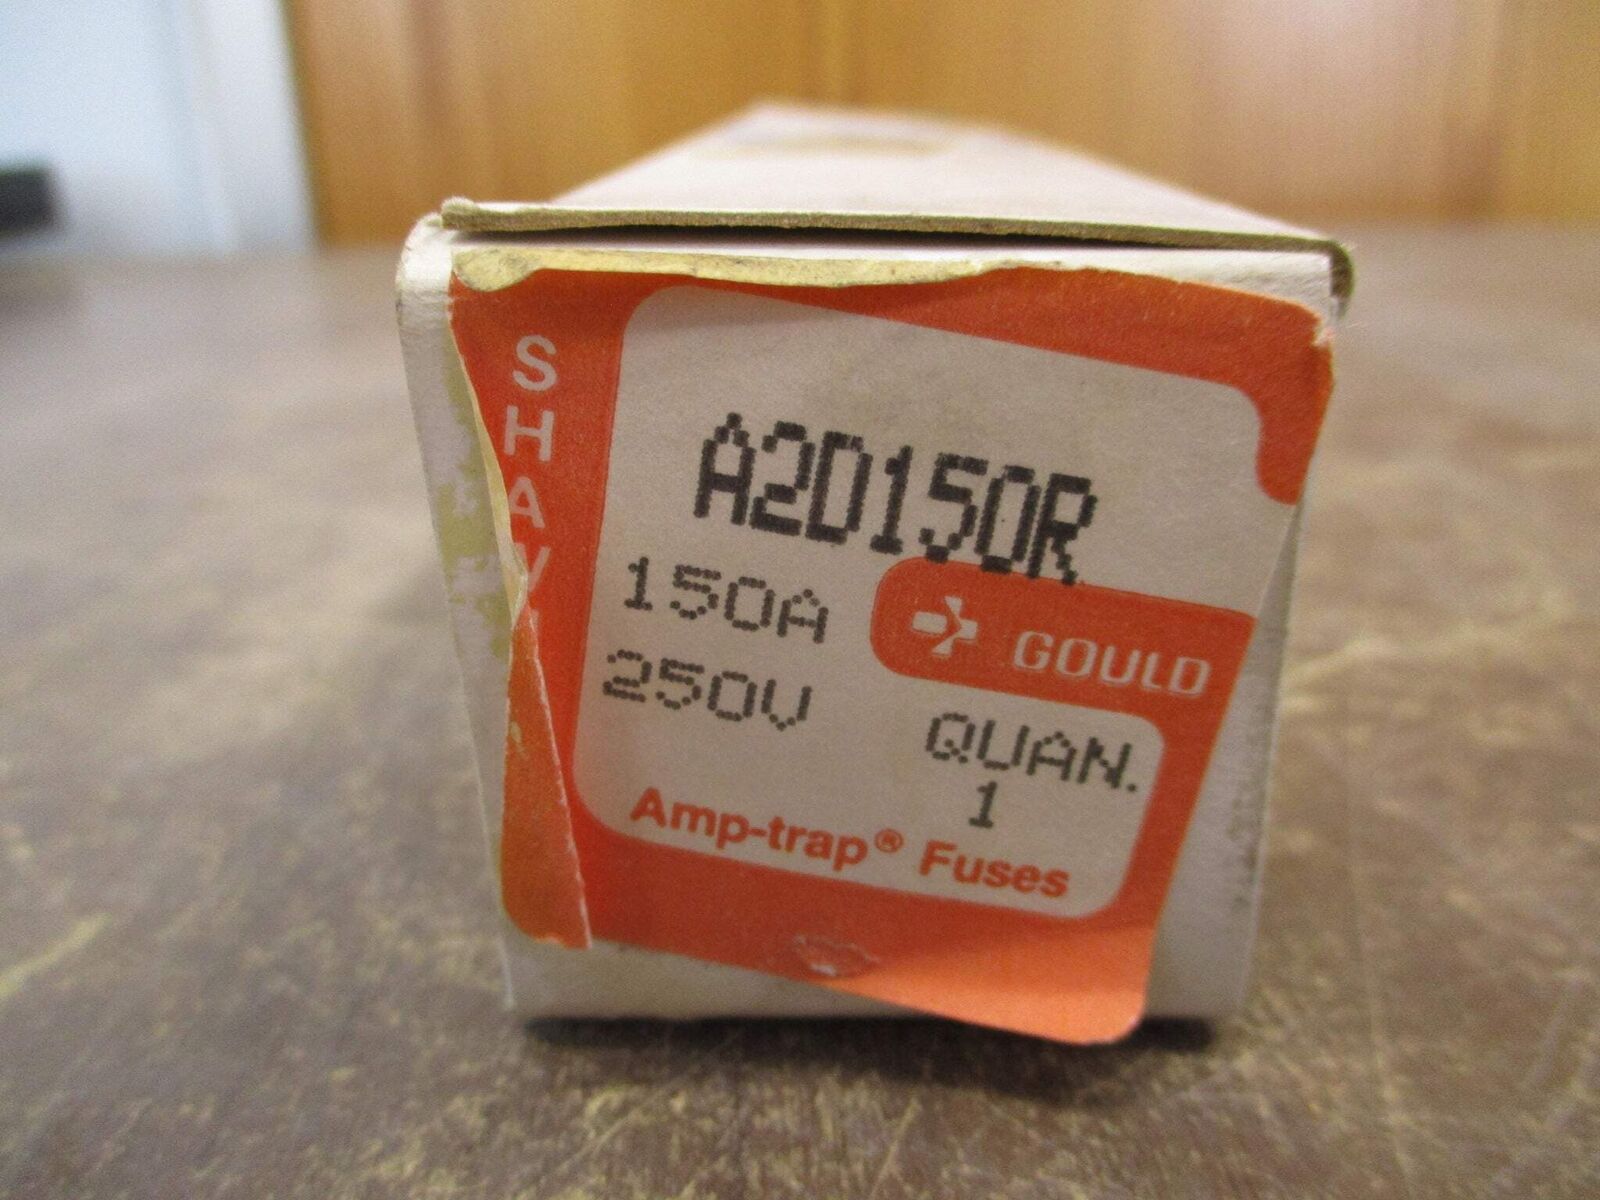 SHAW
A2D150R
150A
GOULD
250V
QUAN.
1
Amp-trap® Fuses